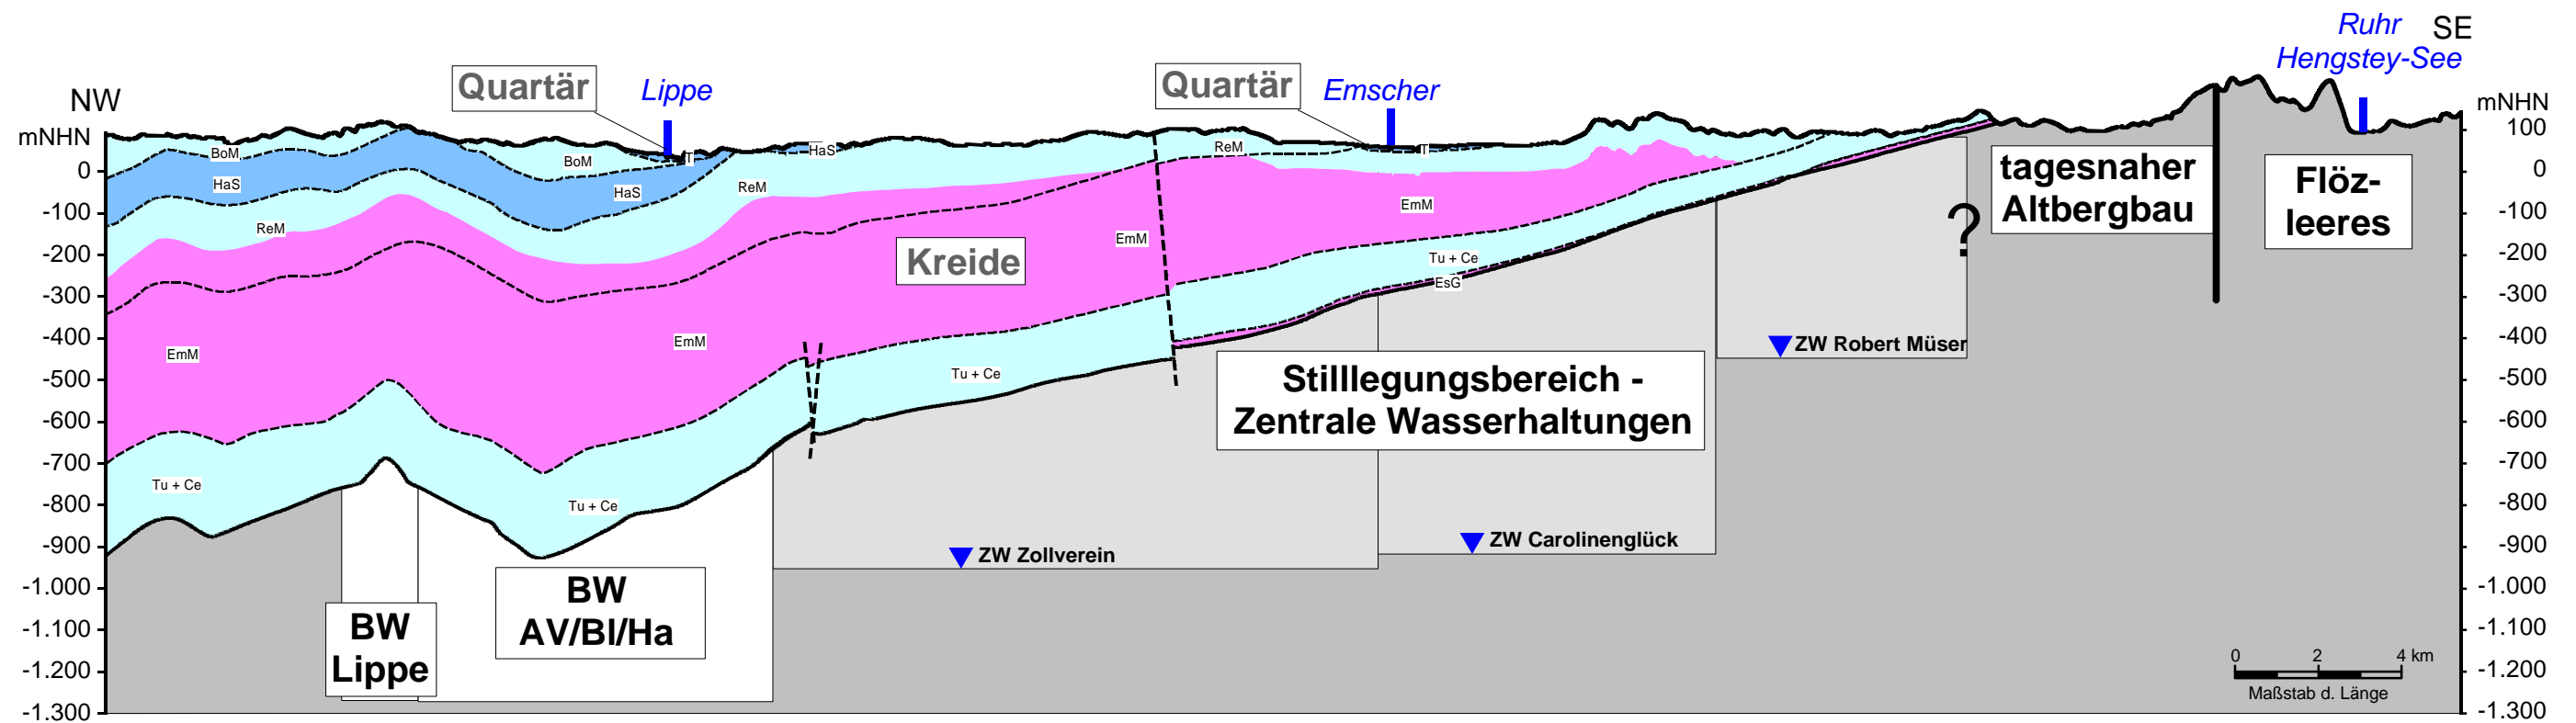 Ruhr
Hengstey-See
SE
NW
Quartär
Lippe
Quartär
Emscher
mNHN
mNHN
100
0
-100
-200
-300
-400
-500
-600
-700
-800
-900
-1.000
-1.100
-1.200
-1.300
0
-100
-200
-300
-400
-500
-600
-700
-800
-900
-1.000
-1.100
-1.200
-1.300
BoM
HaS
ReM
EmM
Tu + Ce
BoM
T
HaS
HaS
ReM
EmM
Tu + Ce
Kreide
EmM
Tu + Ce
ReM
T
EmM
Tu + Ce
EsG
?
tagesnaher
Altbergbau
Flöz-
leeres
ZW Robert Müser
Stilllegungsbereich -
Zentrale Wasserhaltungen
ZW Carolinenglück
ZW Zollverein
BW
AV/Bl/Ha
BW
Lippe
0 2 4 km
Maßstab d. Länge